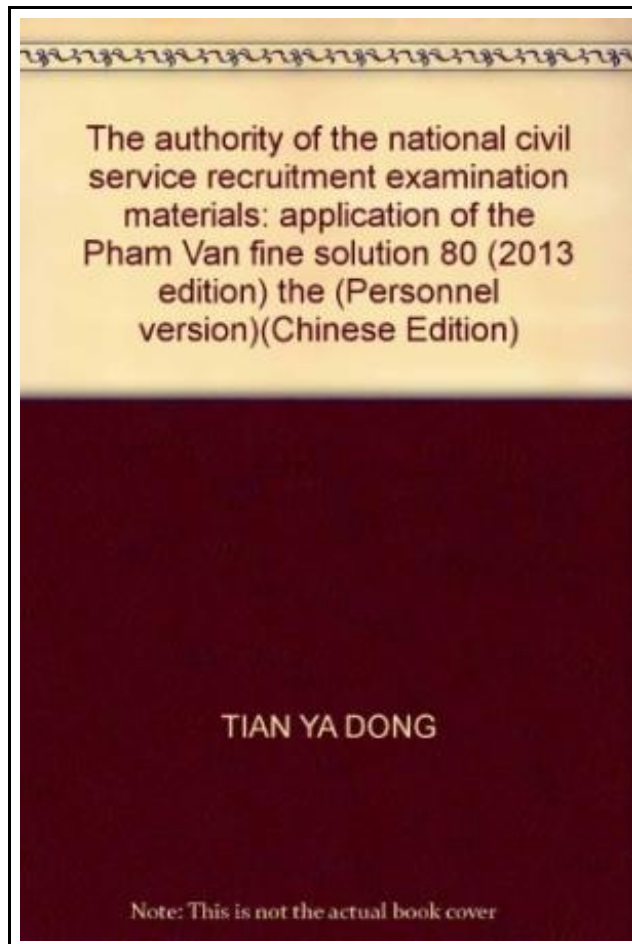 The authority of the national civil
service recruitment examination
materials: application of the
Pham Van fine solution 80 (2013
edition) the (Personnel
version)(Chinese Edition)
TIAN YA DONG
Note: This is not the actual book cover